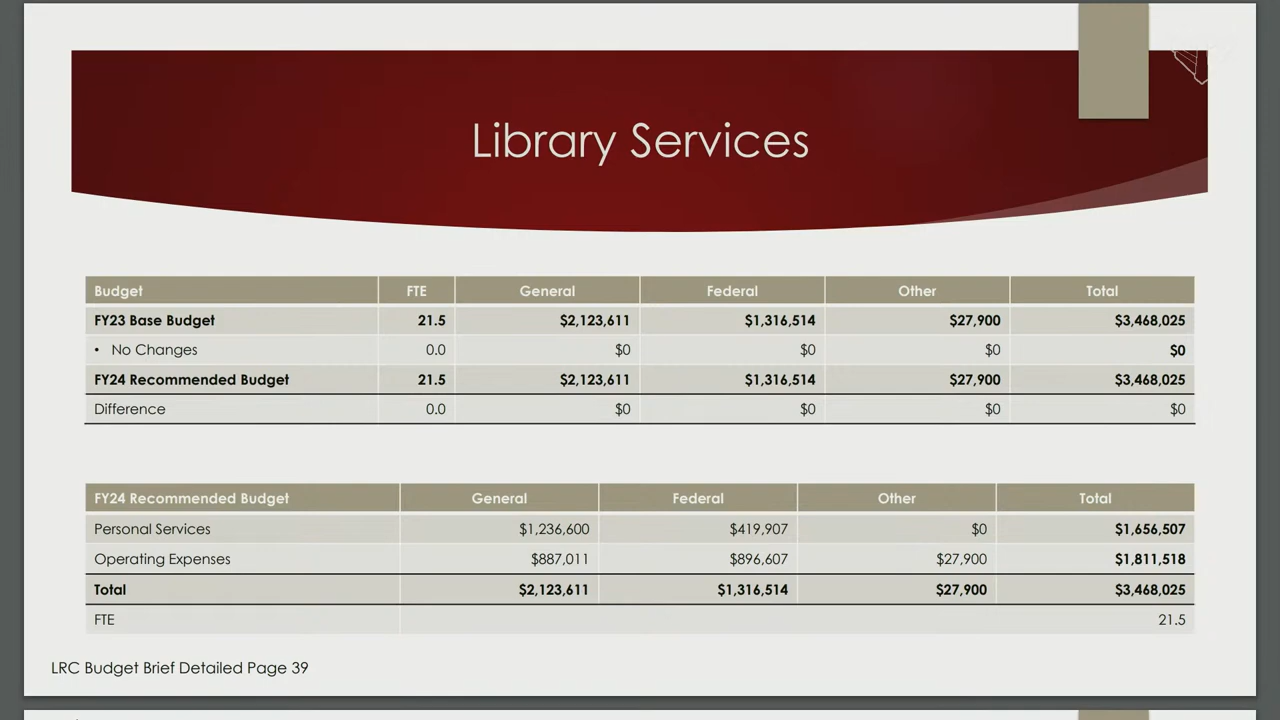 Library Services
Budget FTE General Federal Other Total
FY23 Base Budget 21.5 $2,123,611 $1,316,514 $27,900 $3,468,025
• No Changes 0.0 $0 $0 $0 $0
FY24 Recommended Budget 21.5 $2,123,611 $1,316,514 $27,900 $3,468,025
Difference 0.0 $0 $0 $0 $0
FY24 Recommended Budget General Federal Other Total
Personal Services $1,236,600 $419,907 $0 $1,656,507
Operating Expenses $887,011 $896,607 $27,900 $1,811,518
Total $2,123,611 $1,316,514 $27,900 $3,468,025
FTE 21.5
LRC Budget Brief Detailed Page 39